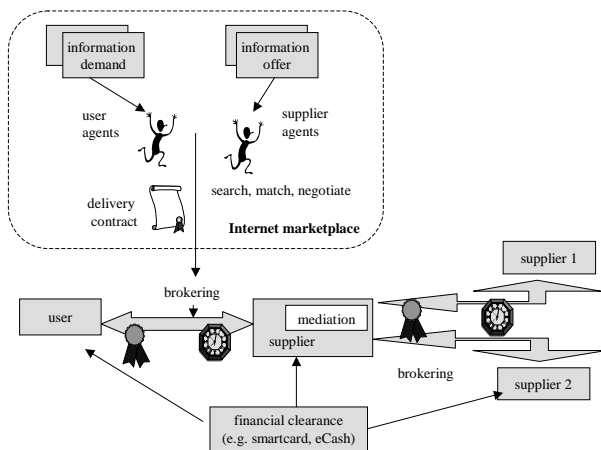 information
demand
information
offer
user
agents
supplier
agents
search, match, negotiate
delivery
contract
Internet marketplace
supplier 1
brokering
user
mediation
supplier
brokering
supplier 2
financial clearance
(e.g. smartcard, eCash)